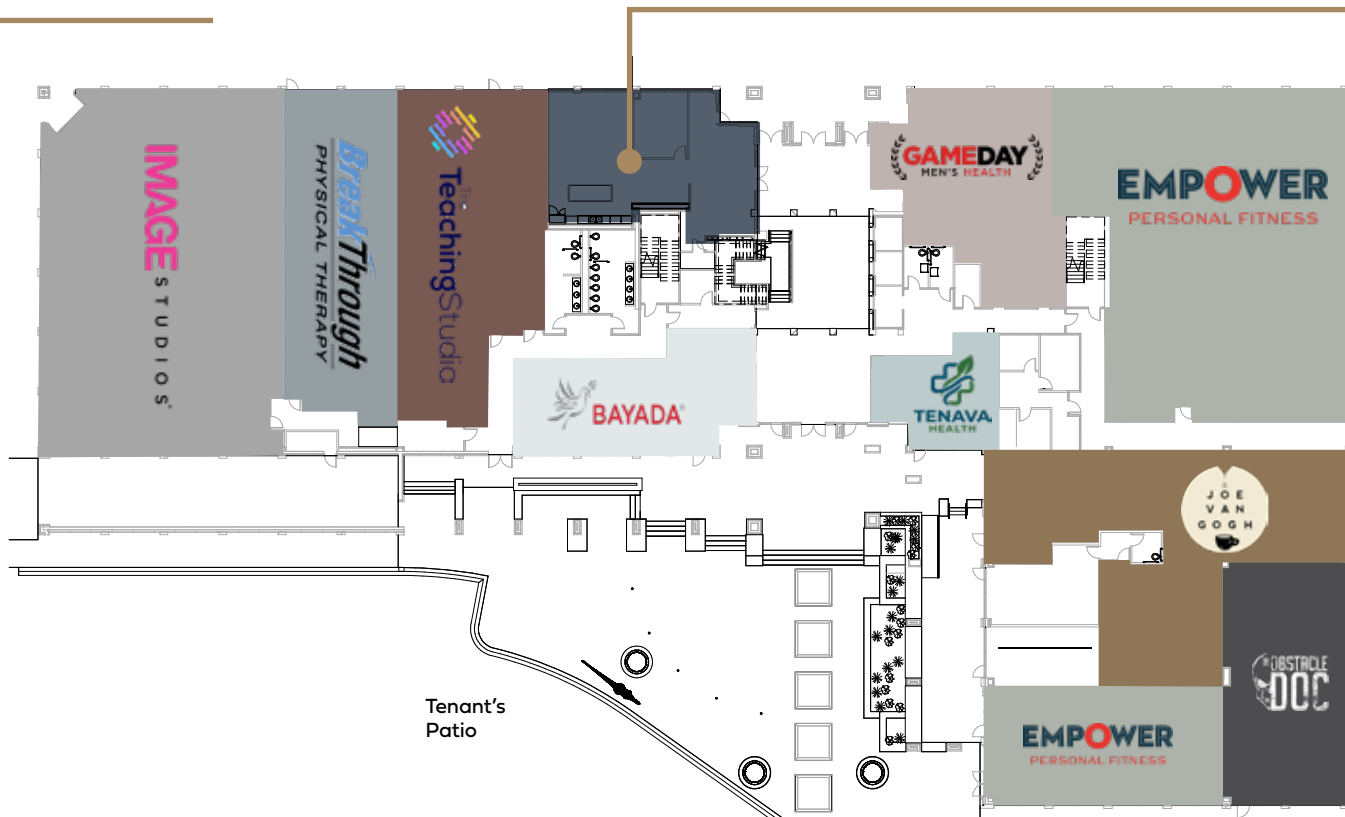 IMAGE STUDIOS
BreakThrough
PHYSICAL THERAPY
The
TeachingStudio
GAMEDAY
MEN'S HEALTH
EMPOWER
PERSONAL FITNESS
BAYADA
TENAVA
HEALTH
JOE
VAN
GOGH
OBSTACLE
DOC
Tenant's
Patio
EMPOWER
PERSONAL FITNESS